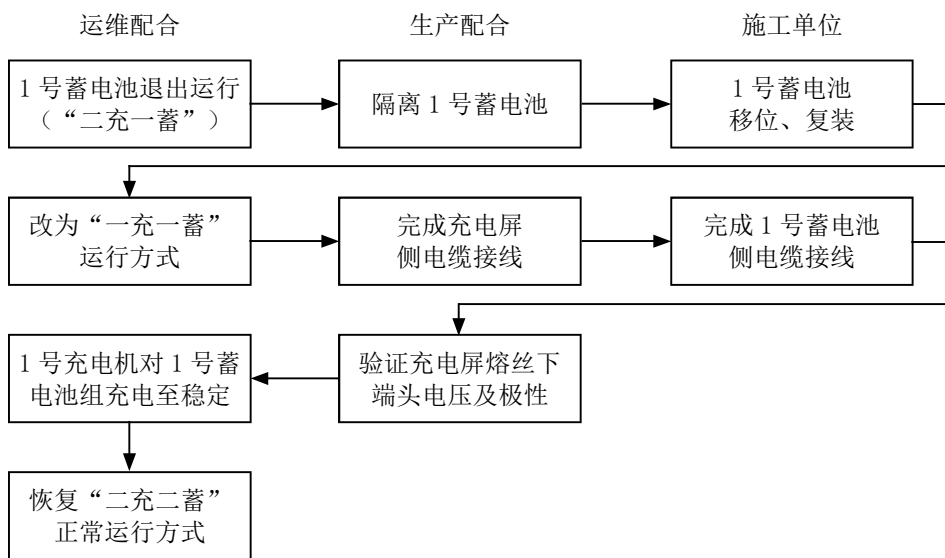 运维配合
生产配合
施工单位
1号蓄电池退出运行
（“二充一蓄”）
隔离1号蓄电池
1号蓄电池
移位、复装
改为“一充一蓄”
运行方式
完成充电屏
侧电缆接线
完成1号蓄电池
侧电缆接线
1号充电机对1号蓄
电池组充电至稳定
验证充电屏熔丝下
端头电压及极性
恢复“二充二蓄”
正常运行方式